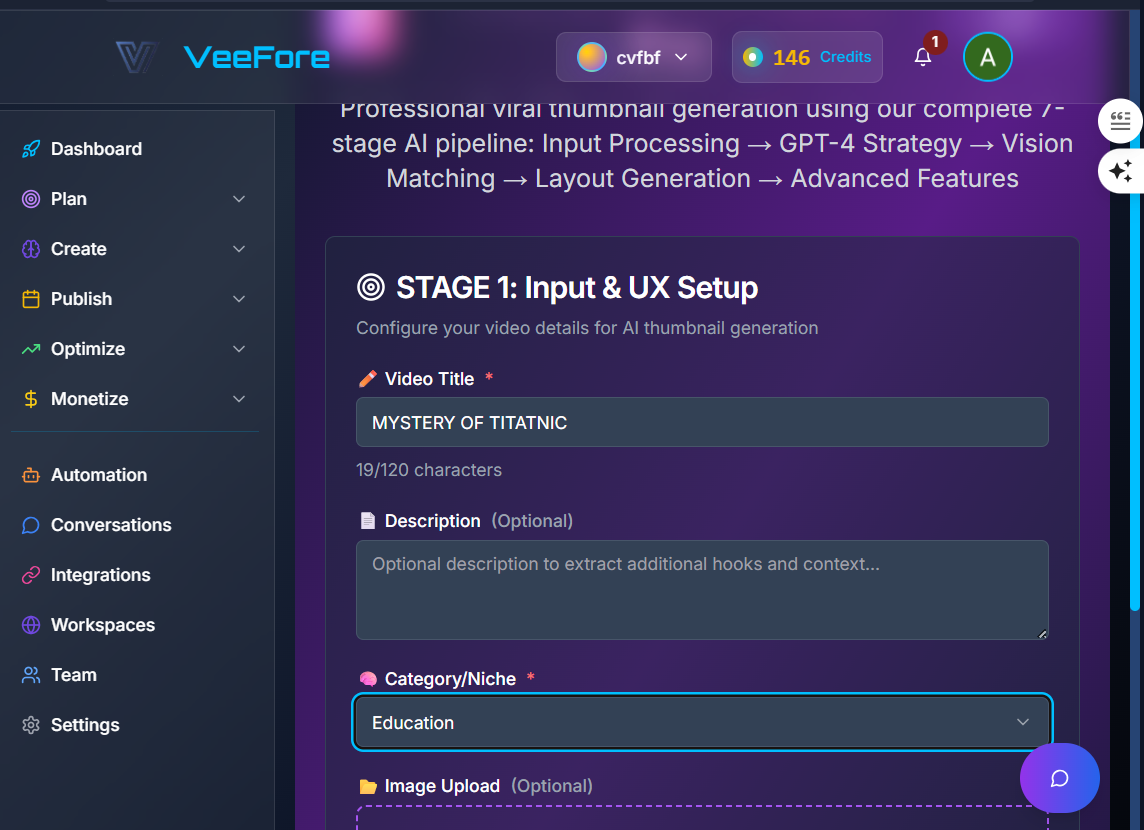 VeeFore
cvfbf
146 Credits
1
A
Dashboard
Plan
Create
Publish
Optimize
Monetize
Automation
Conversations
Integrations
Workspaces
Team
Settings
Professional viral thumbnail generation using our complete 7-
stage AI pipeline: Input Processing → GPT-4 Strategy → Vision
Matching → Layout Generation → Advanced Features
STAGE 1: Input & UX Setup
Configure your video details for AI thumbnail generation
Video Title *
MYSTERY OF TITATNIC
19/120 characters
Description (Optional)
Optional description to extract additional hooks and context...
Category/Niche *
Education
Image Upload (Optional)